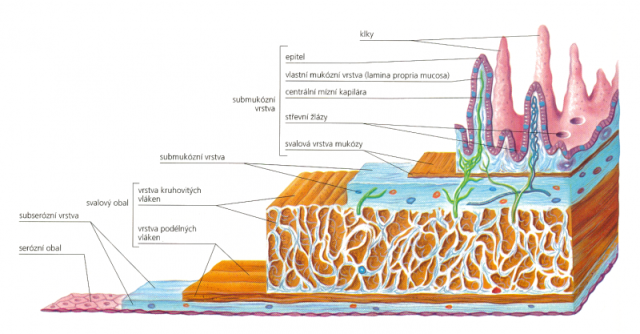 klky
epitel
vlastní mukózní vrstva (lamina propria mucosa)
centrální mizní kapilára
submukózní
vrstva
střevní žlázy
svalová vrstva mukózy
submukózní vrstva
vrstva kruhovitých
vláken
svalový obal
subserózní vrstva
vrstva podélných
vláken
serózní obal